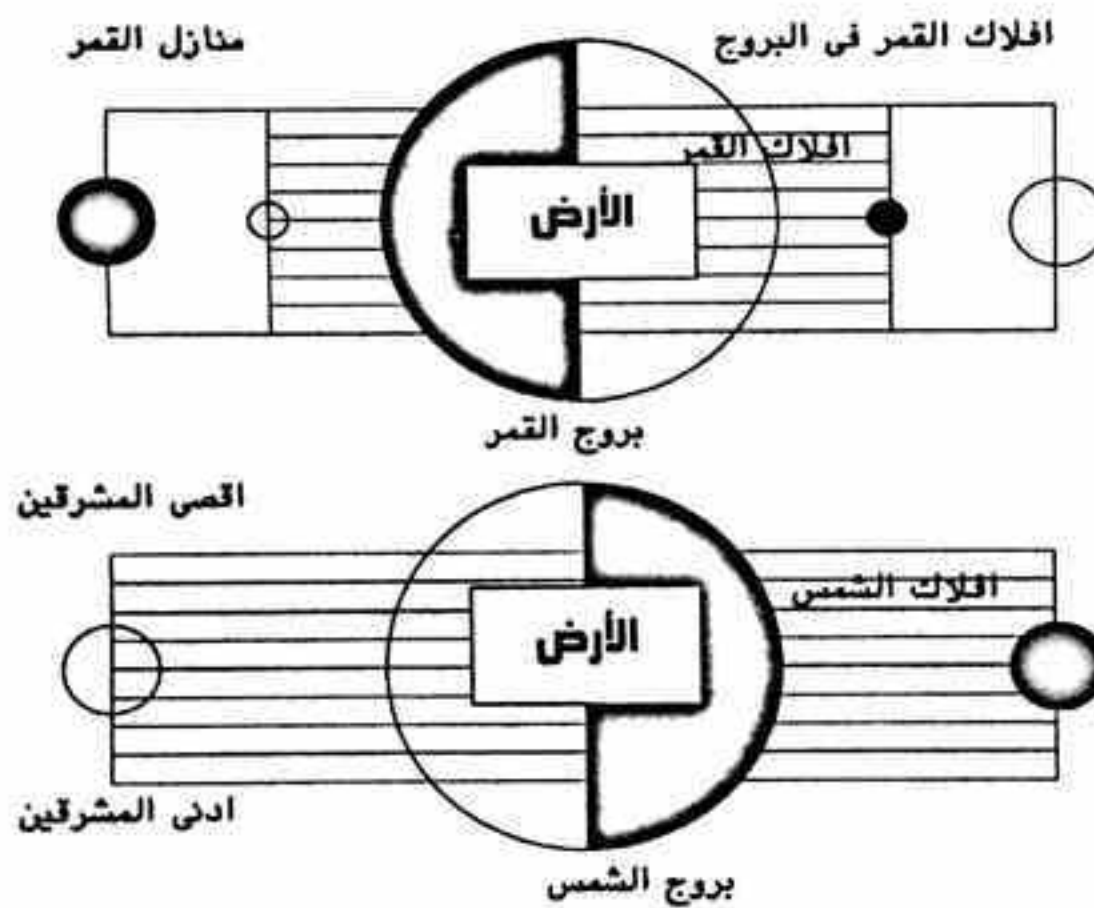 افلاك القمر فى البروج
منازل القمر
افلاك القمر
الأرض
بروج القمر
اقصى المشرقين
افلاك الشمس
الأرض
ادنى المشرقين
بروج الشمس